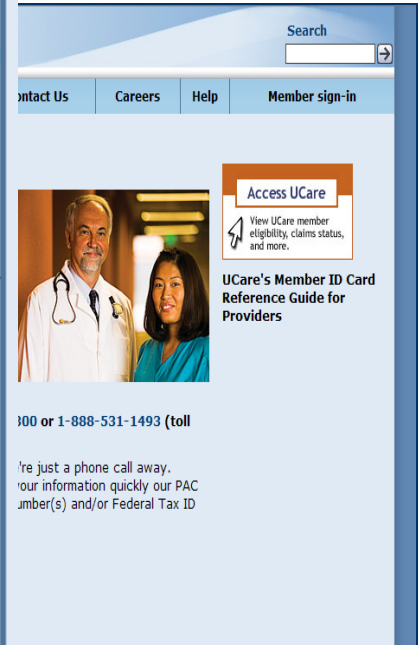 Search
ontact Us Careers Help Member sign-in
Access UCare
View UCare member
eligibility, claims status,
and more.
UCare's Member ID Card
Reference Guide for
Providers
300 or 1-888-531-1493 (toll
're just a phone call away.
your information quickly our PAC
umber(s) and/or Federal Tax ID